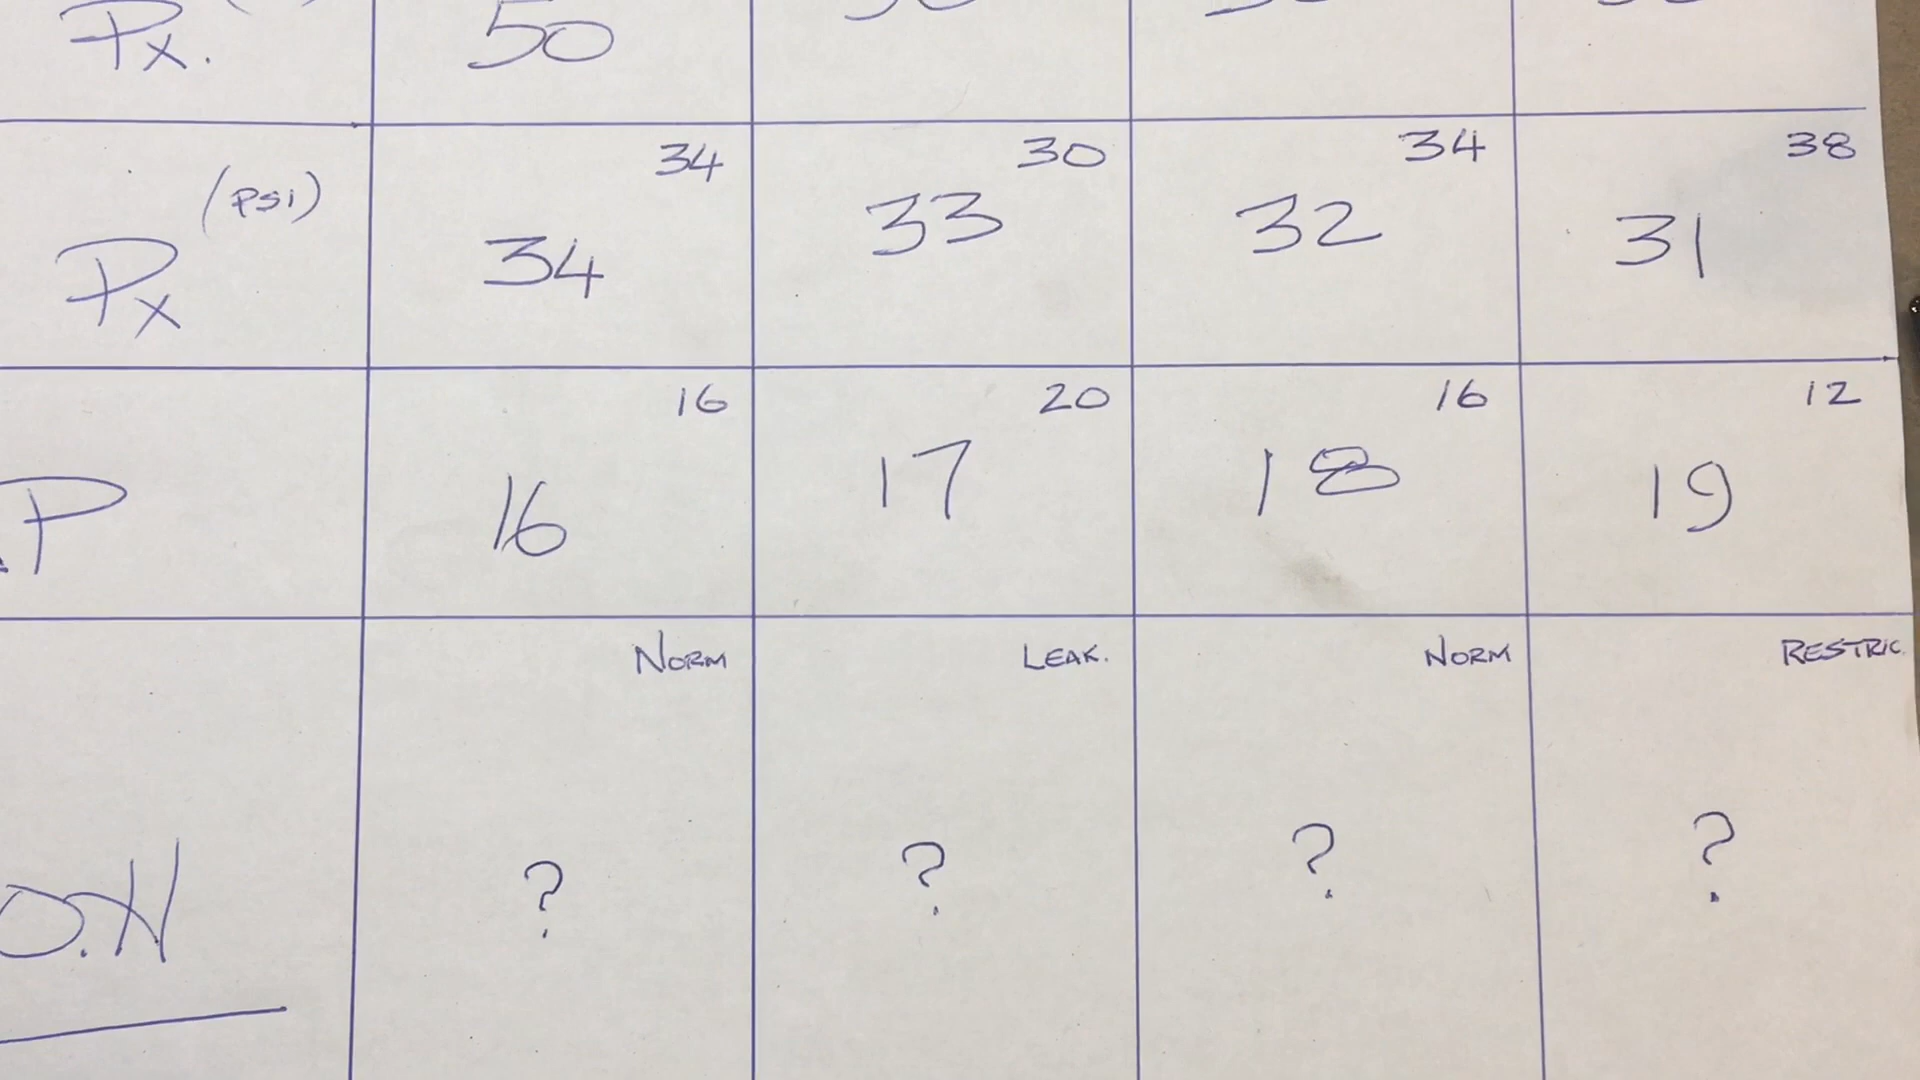 Px. 50
34 30 34 38
(PSI)
Px 34 33 32 31
16 20 16 12
.P 16 17 18 19
NORM LEAK. NORM RESTRIC.
O.H ? ? ? ?